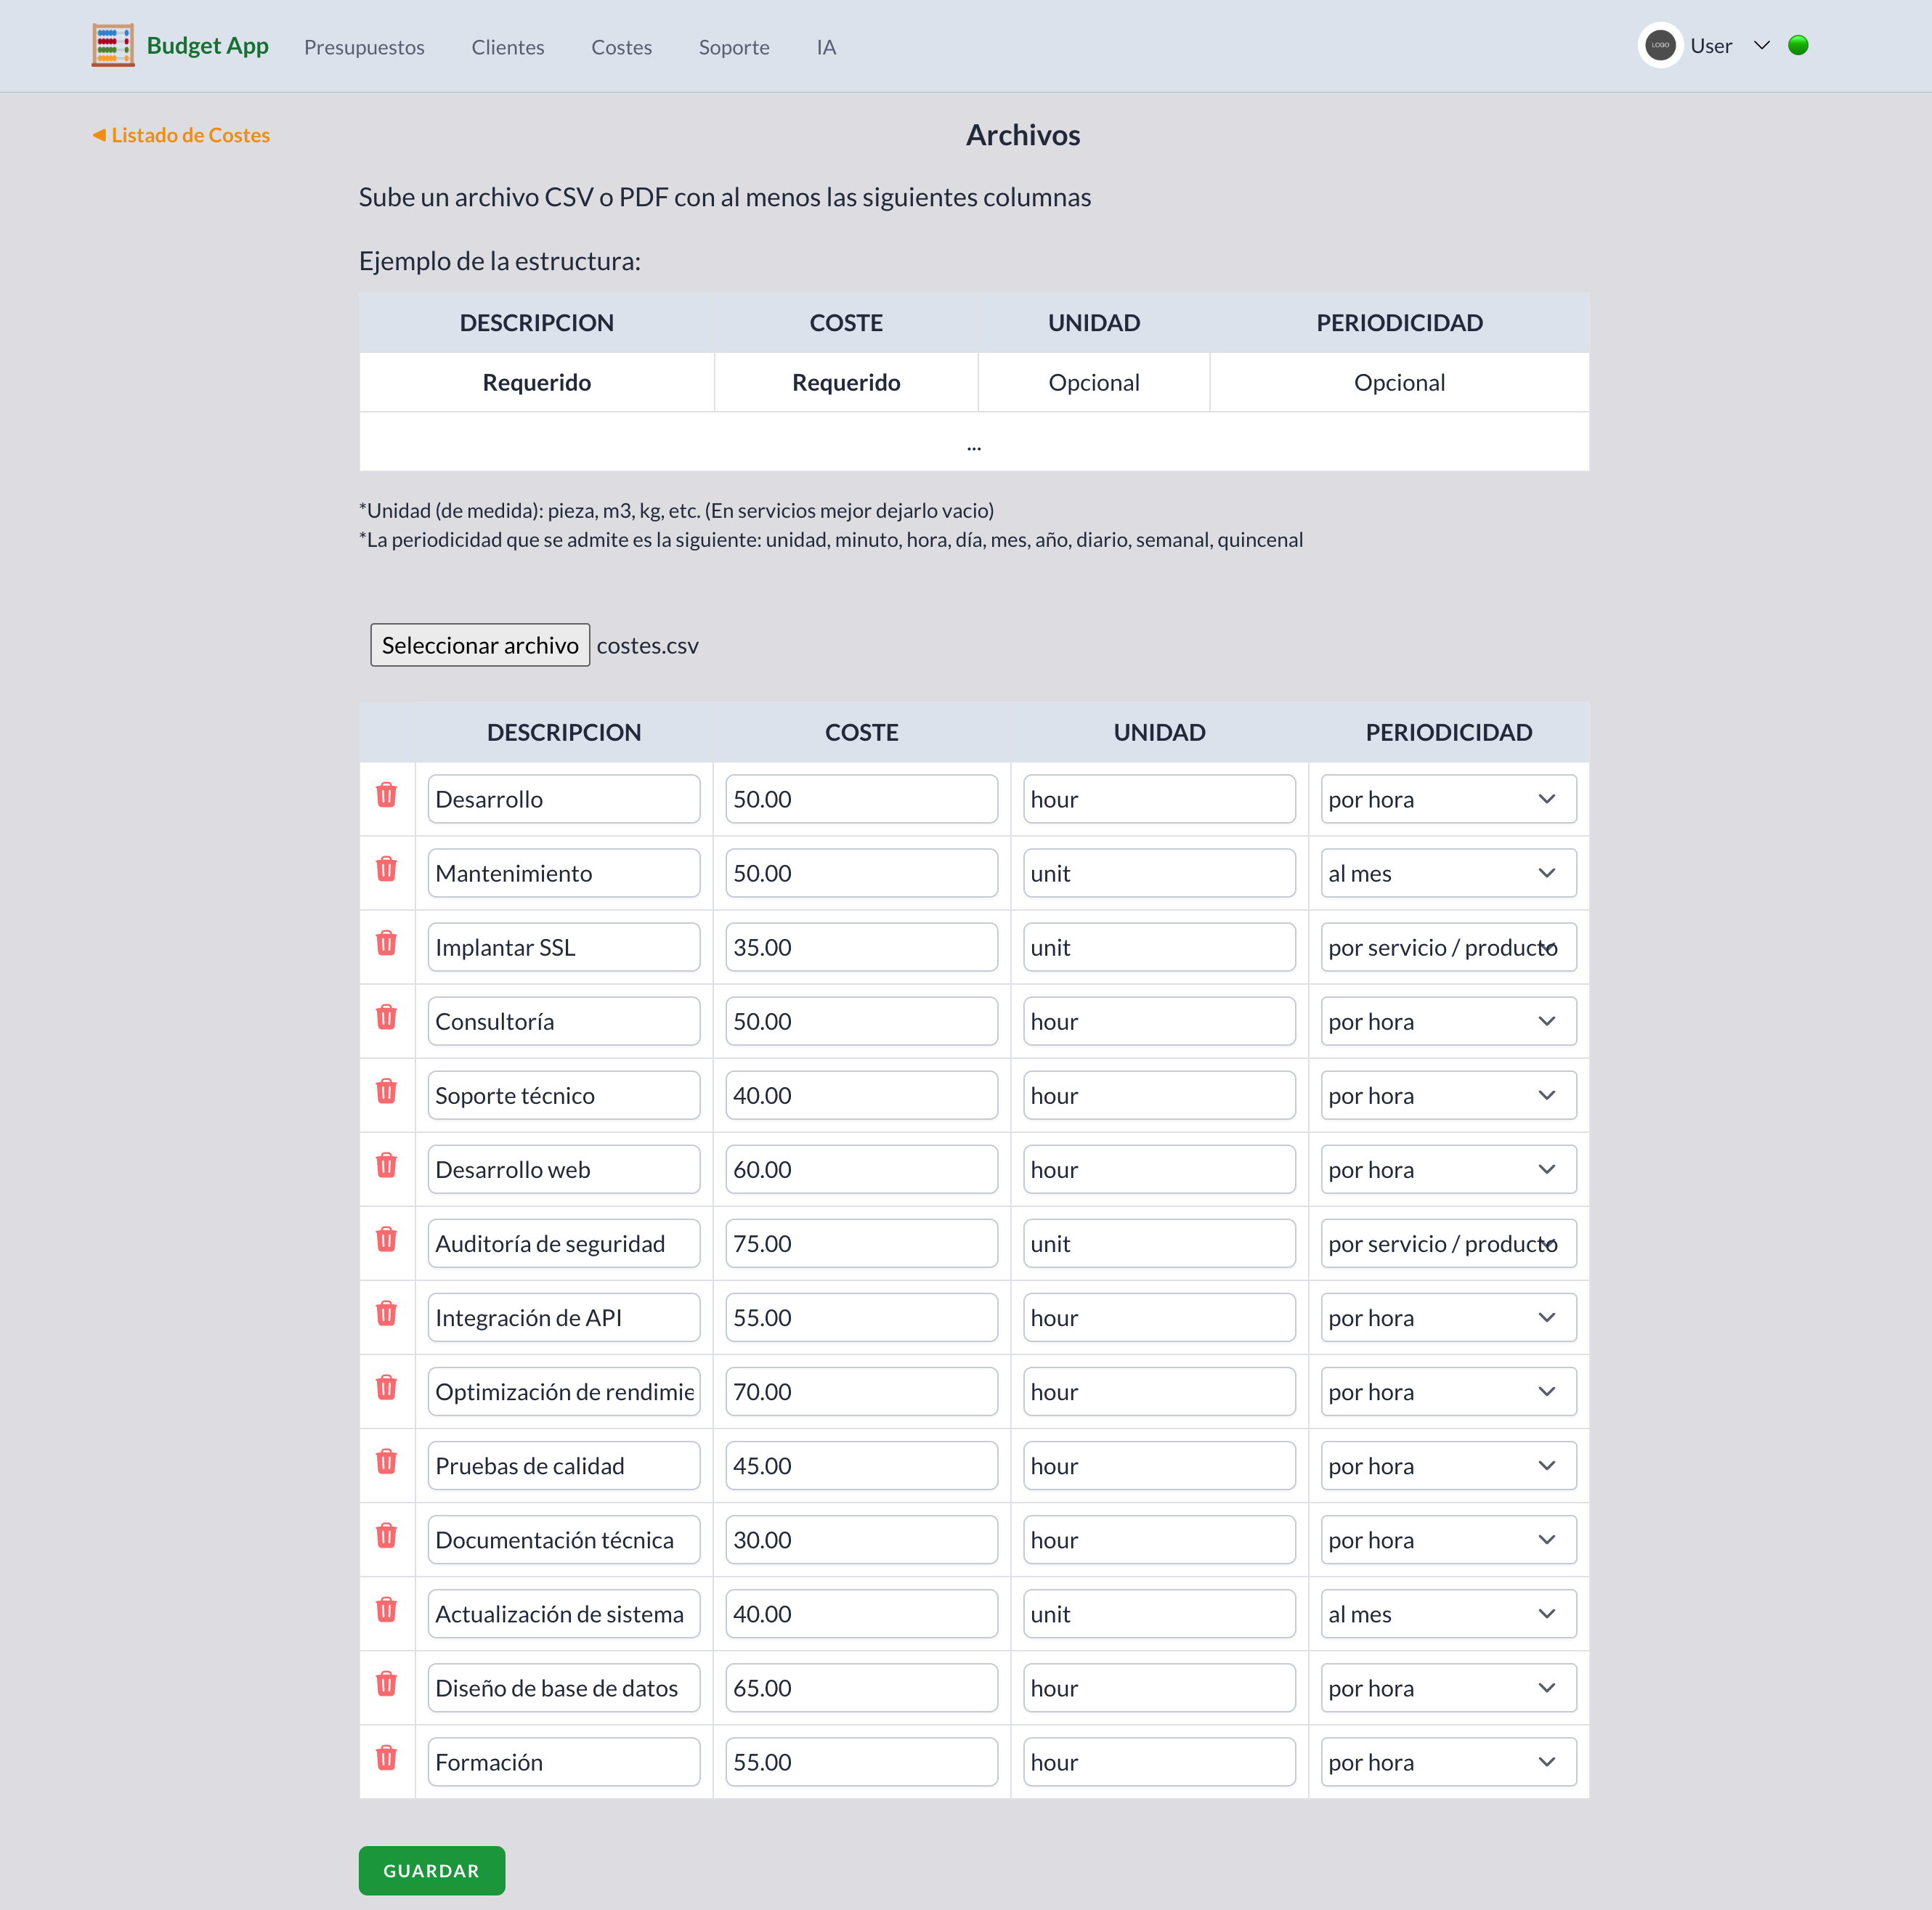 Budget App Presupuestos Clientes Costes Soporte IA LOGO User
◄ Listado de Costes
Archivos
Sube un archivo CSV o PDF con al menos las siguientes columnas
Ejemplo de la estructura:
DESCRIPCION COSTE UNIDAD PERIODICIDAD
Requerido Requerido Opcional Opcional
...
*Unidad (de medida): pieza, m3, kg, etc. (En servicios mejor dejarlo vacio)
*La periodicidad que se admite es la siguiente: unidad, minuto, hora, día, mes, año, diario, semanal, quincenal
Seleccionar archivo costes.csv
DESCRIPCION COSTE UNIDAD PERIODICIDAD
Desarrollo 50.00 hour por hora
Mantenimiento 50.00 unit al mes
Implantar SSL 35.00 unit por servicio / producto
Consultoría 50.00 hour por hora
Soporte técnico 40.00 hour por hora
Desarrollo web 60.00 hour por hora
Auditoría de seguridad 75.00 unit por servicio / producto
Integración de API 55.00 hour por hora
Optimización de rendimie 70.00 hour por hora
Pruebas de calidad 45.00 hour por hora
Documentación técnica 30.00 hour por hora
Actualización de sistema 40.00 unit al mes
Diseño de base de datos 65.00 hour por hora
Formación 55.00 hour por hora
GUARDAR